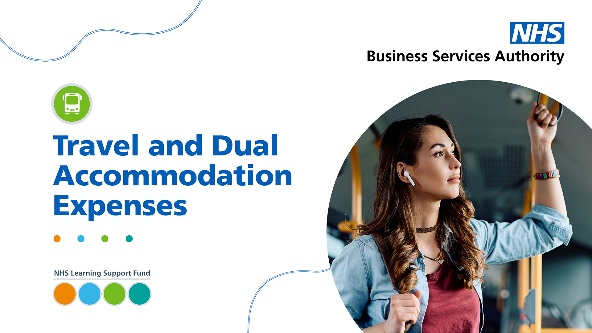 NHS
Business Services Authority
Travel and Dual
Accommodation
Expenses
NHS Learning Support Fund